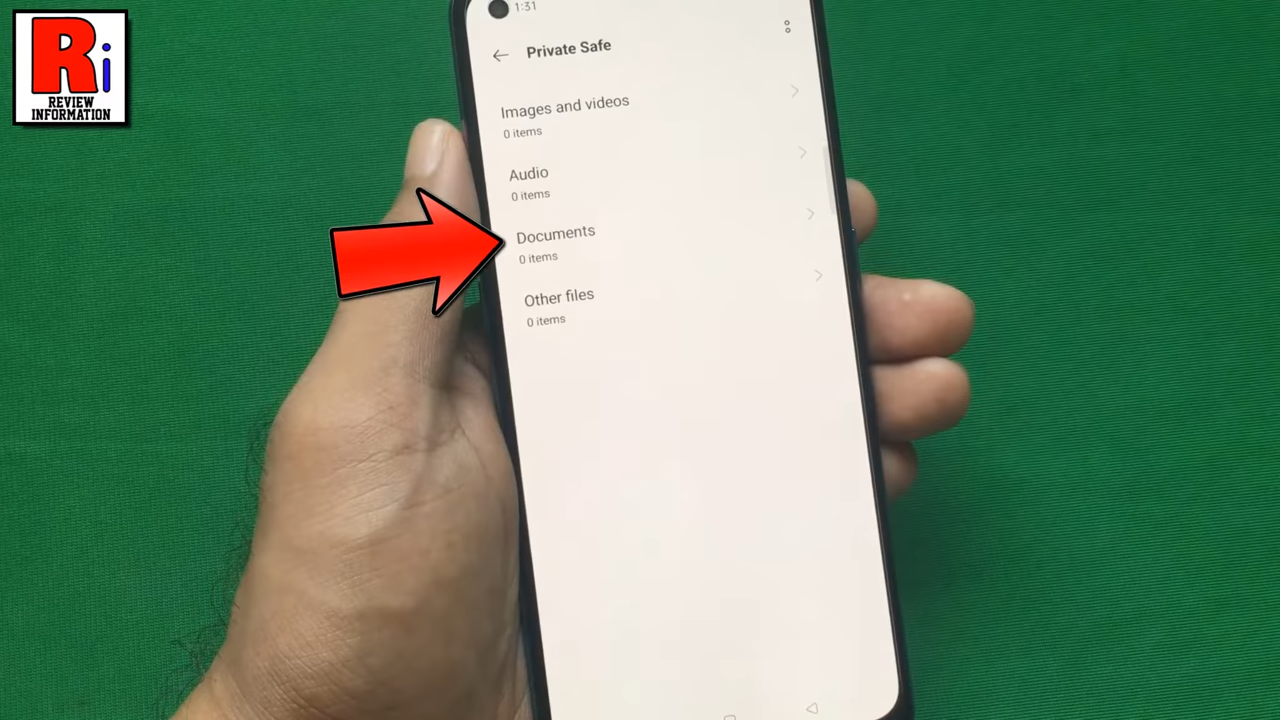 Ri
REVIEW
INFORMATION
1:31
Private Safe
Images and videos
0 items
Audio
0 items
Documents
0 items
Other files
0 items